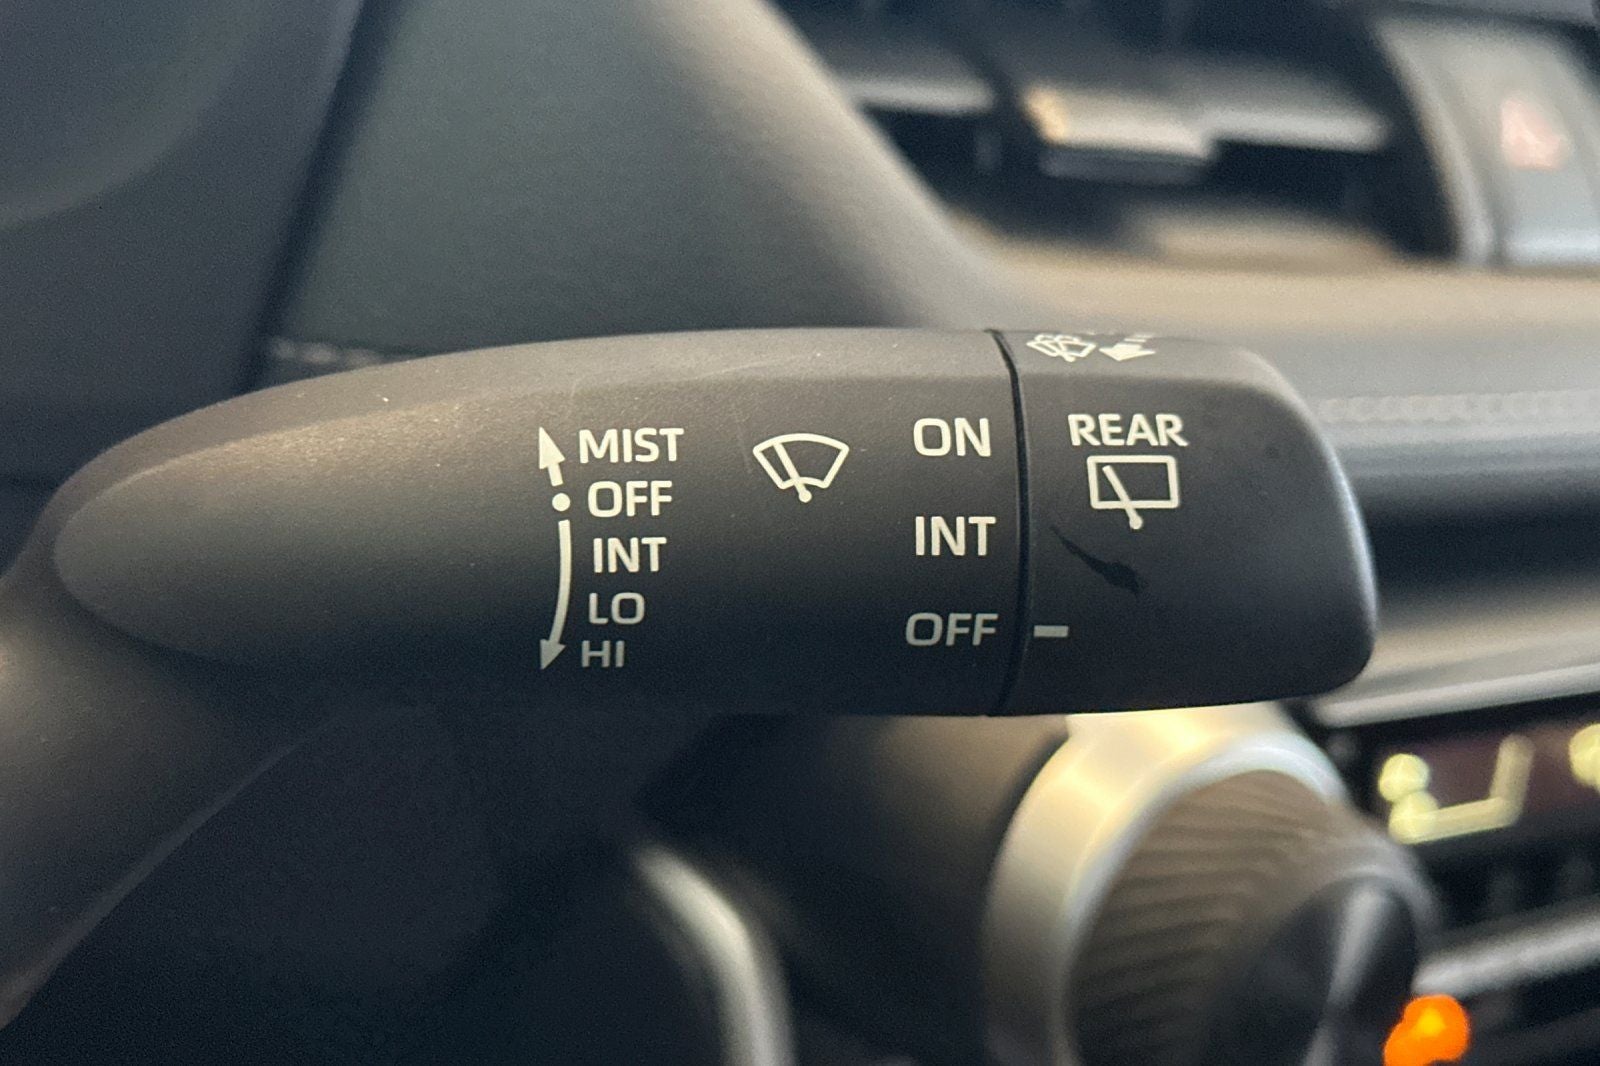 MIST
OFF
INT
LO
HI
ON
INT
OFF
REAR